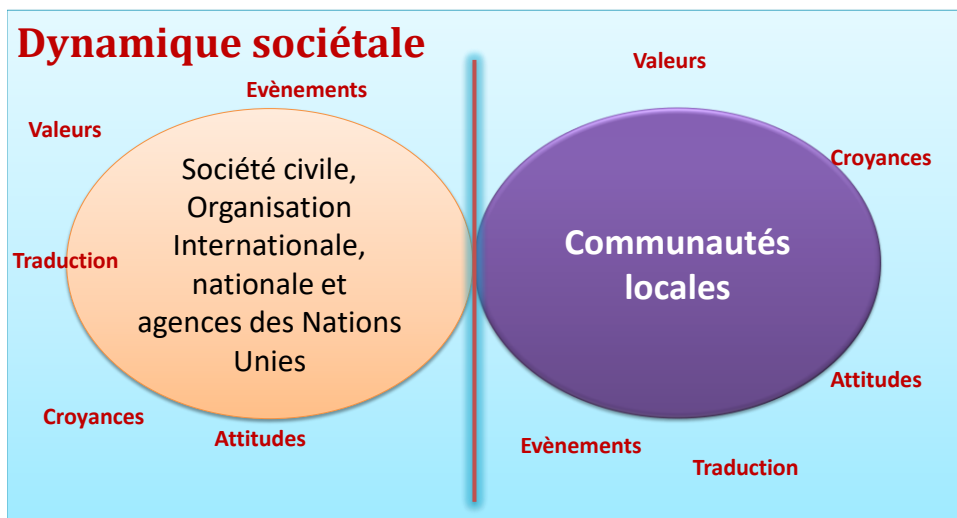 Dynamique sociétale
Evènements
Valeurs
Société civile,
Organisation
Internationale,
nationale et
agences des Nations
Unies
Traduction
Croyances
Attitudes
Valeurs
Croyances
Communautés
locales
Attitudes
Evènements
Traduction